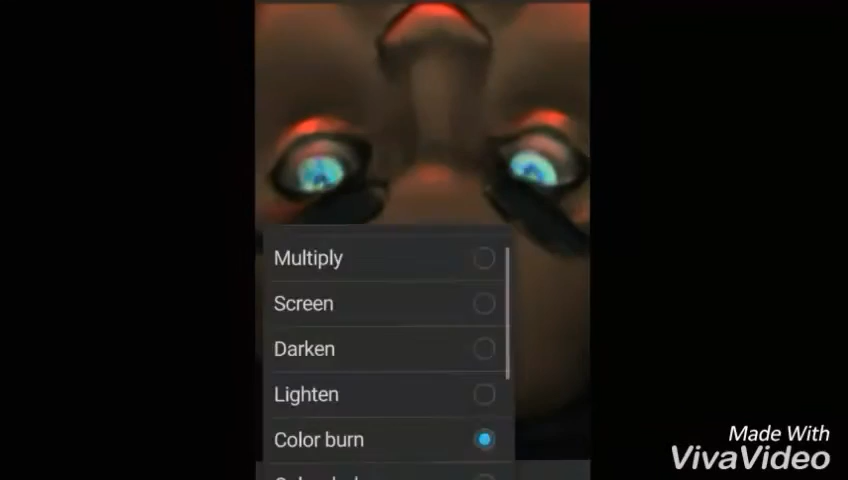 Multiply
Screen
Darken
Lighten
Color burn
Made With
VivaVideo